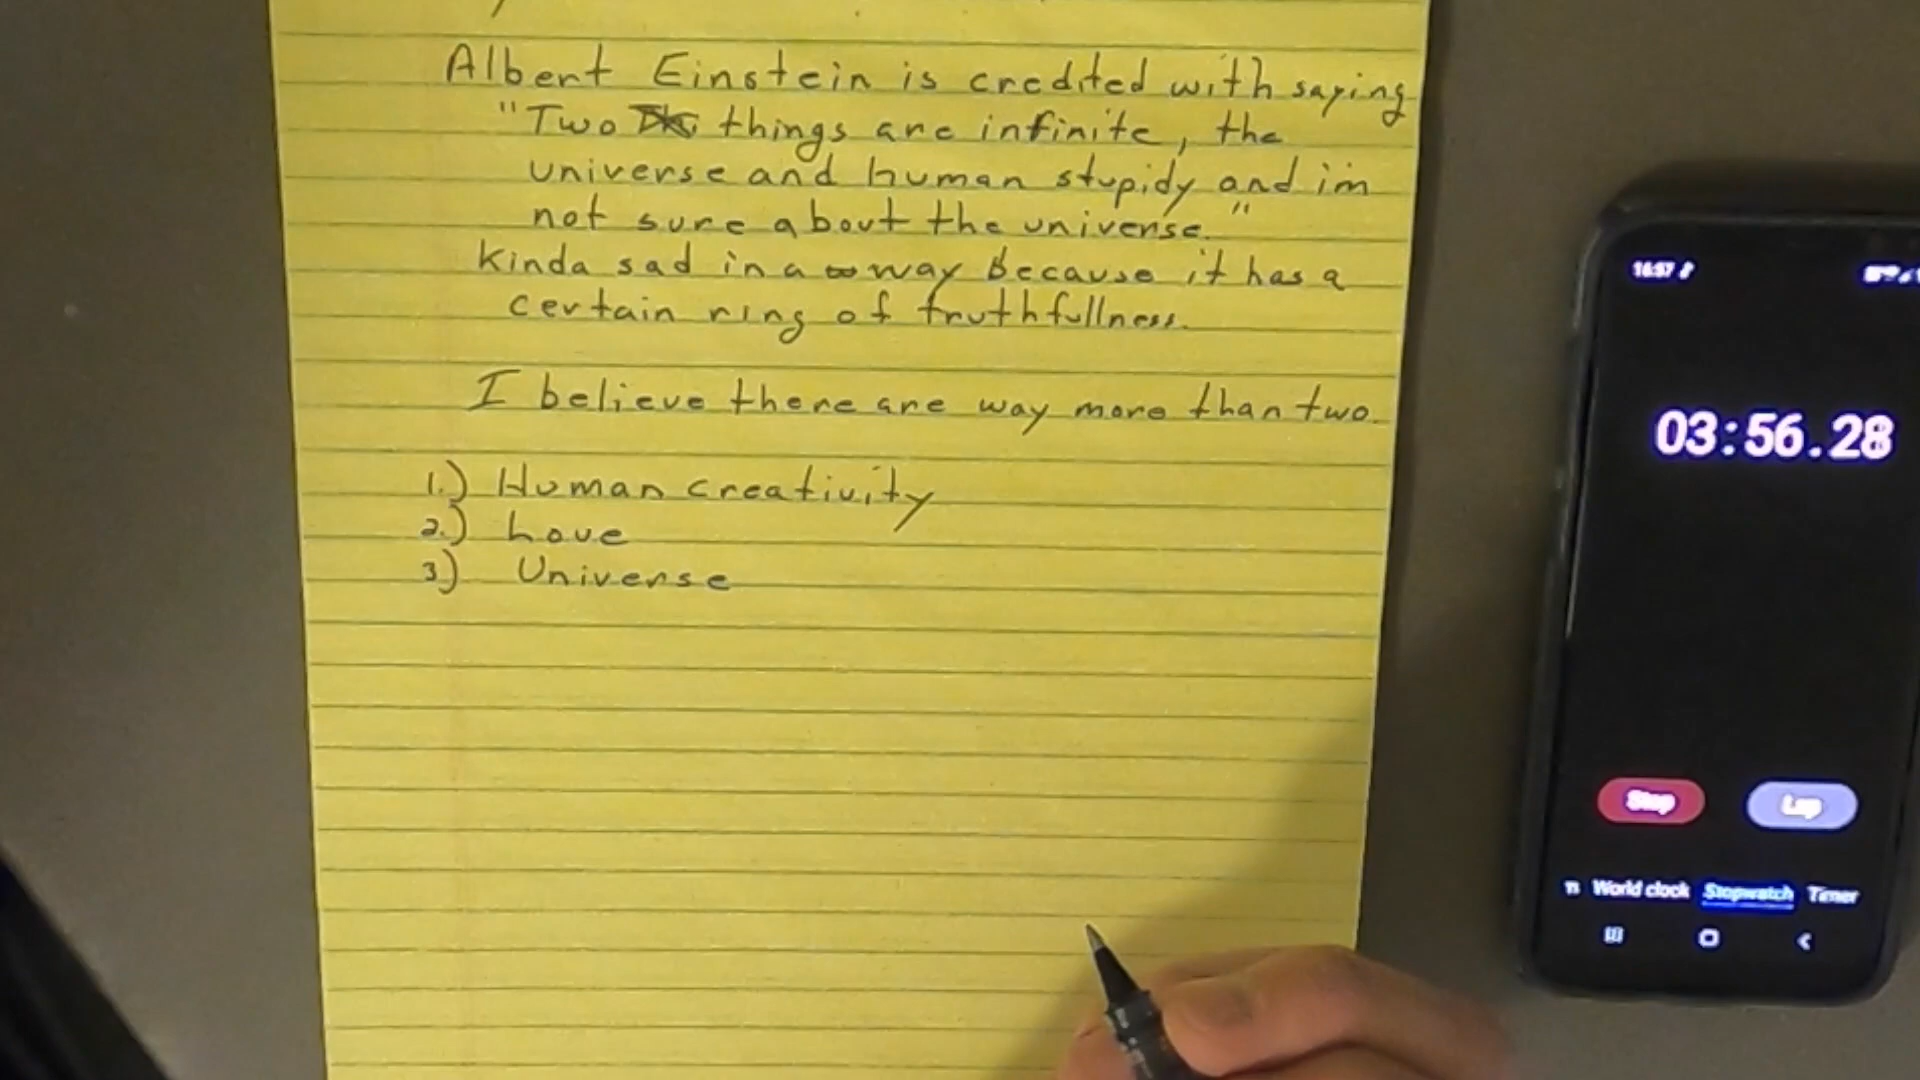 Albert Einstein is credited with saying
"Two things are infinite, the
universe and human stupidy and i'm
not sure about the universe."
Kinda sad in a way because it has a
certain ring of truthfullness.
I believe there are way more than two.
1.) Human creativity
2.) Love
3) Universe
16:57
03:56.28
Stop Lap
World clock Stopwatch Timer